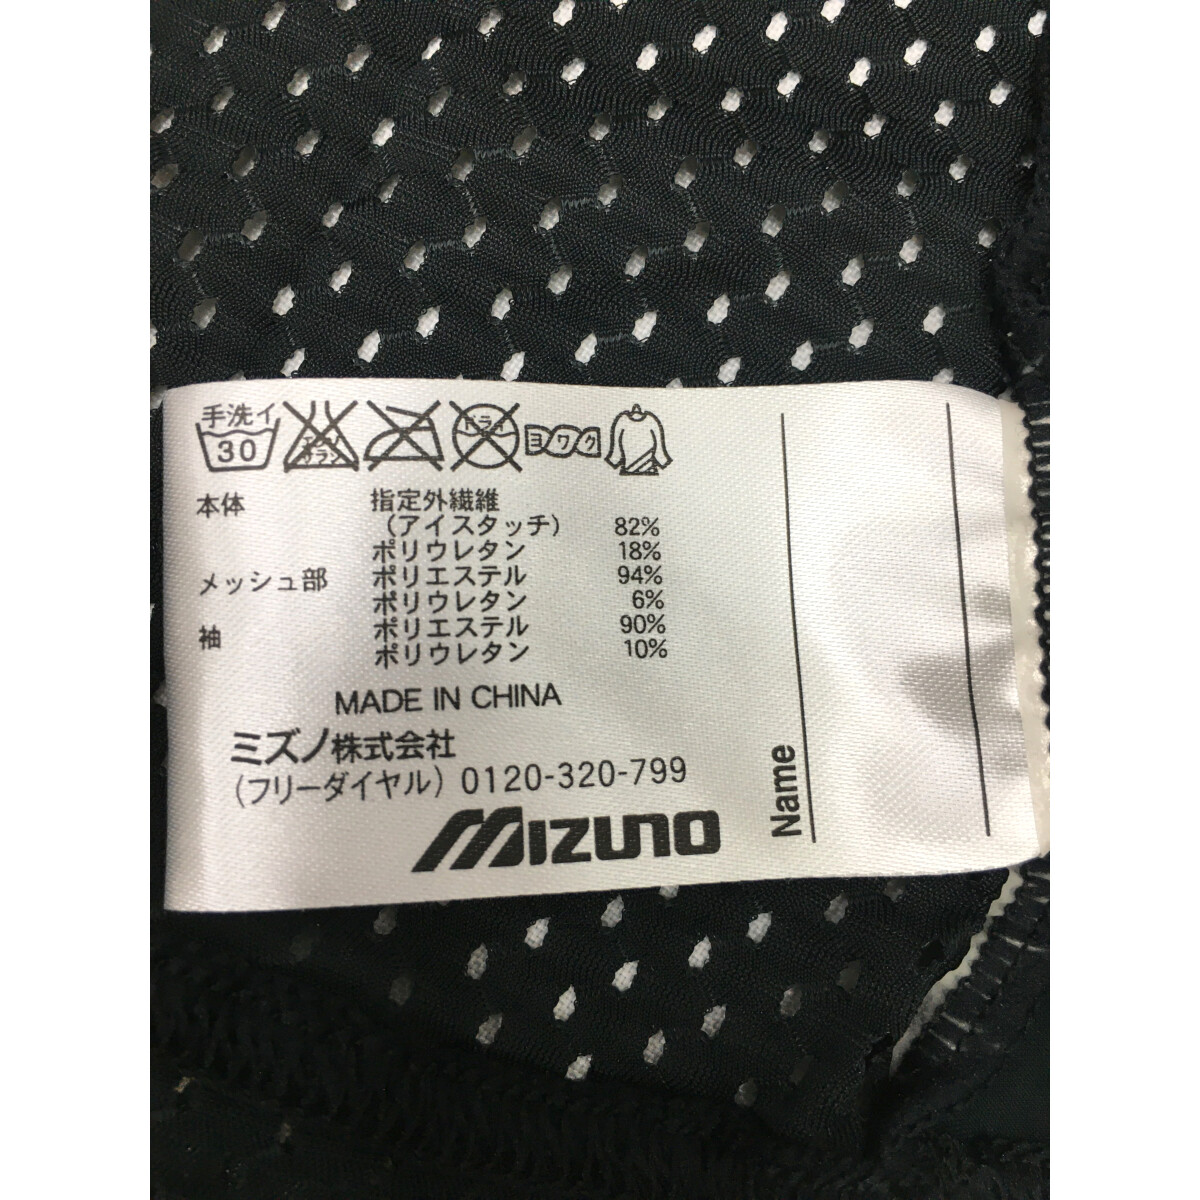 手洗イ
30
エンソ
サラシ
ドライ
ヨワク
本体 指定外繊維
（アイスタッチ） 82%
ポリウレタン 18%
メッシュ部 ポリエステル 94%
ポリウレタン 6%
袖 ポリエステル 90%
ポリウレタン 10%
MADE IN CHINA
ミズノ株式会社
（フリーダイヤル）0120-320-799
MIZUNO
Name